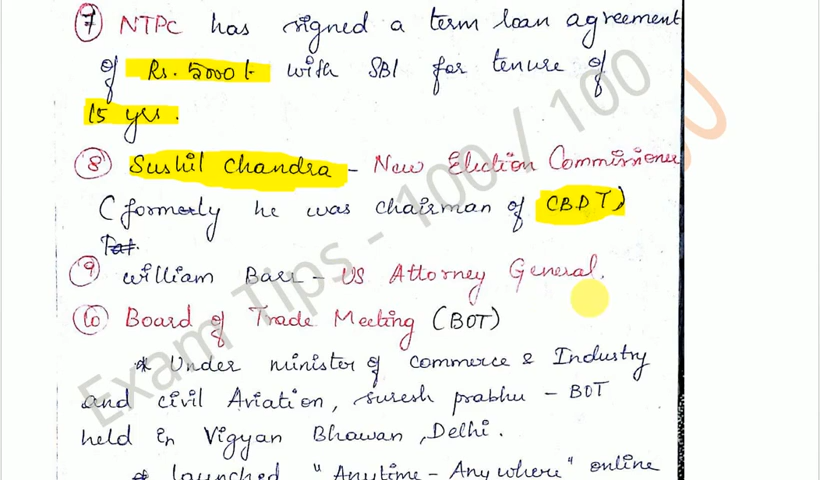 7 NTPC has signed a term loan agreement
of Rs. 5000 /- with SBI for tenure of
15 yrs.
8 Sushil Chandra - New Election Commissioner
( formerly he was chairman of CBDT)
9 William Barr - US Attorney General.
10 Board of Trade Meeting (BOT)
* Under minister of commerce & Industry
and civil Aviation, suresh prabhu - BOT
held in Vigyan Bhawan, Delhi.
* launched "Anytime - Anywhere" online
Exam Tips - 100 / 100